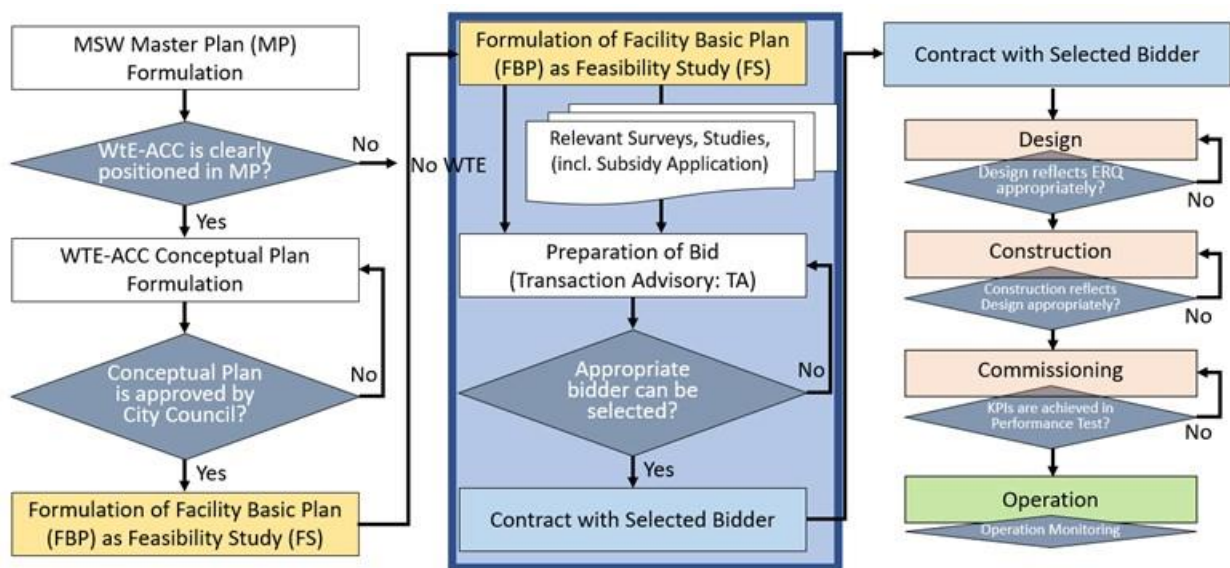 MSW Master Plan (MP)
Formulation
WtE-ACC is clearly
positioned in MP?
No
No WTE
Yes
WTE-ACC Conceptual Plan
Formulation
Conceptual Plan
is approved by
City Council?
No
Yes
Formulation of Facility Basic Plan
(FBP) as Feasibility Study (FS)
Formulation of Facility Basic Plan
(FBP) as Feasibility Study (FS)
Relevant Surveys, Studies,
(incl. Subsidy Application)
Preparation of Bid
(Transaction Advisory: TA)
Appropriate
bidder can be
selected?
No
Yes
Contract with Selected Bidder
Contract with Selected Bidder
Design
Design reflects ERQ
appropriately?
No
Construction
Construction reflects
Design appropriately?
No
Commissioning
KPIs are achieved in
Performance Test?
No
Operation
Operation Monitoring